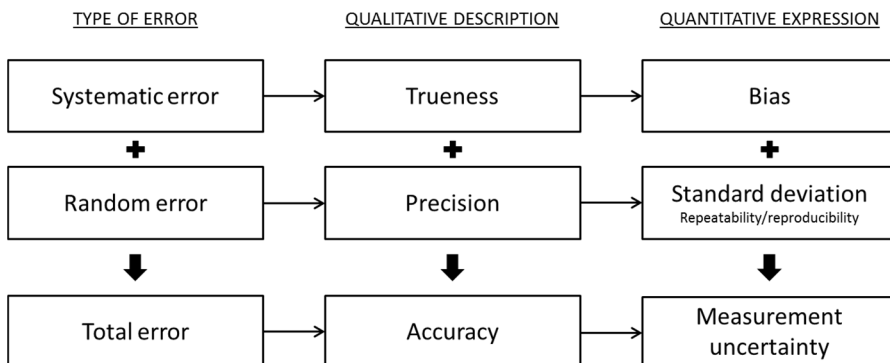 TYPE OF ERROR
QUALITATIVE DESCRIPTION
QUANTITATIVE EXPRESSION
Systematic error
Trueness
Bias
Random error
Precision
Standard deviation
Repeatability/reproducibility
Total error
Accuracy
Measurement
uncertainty